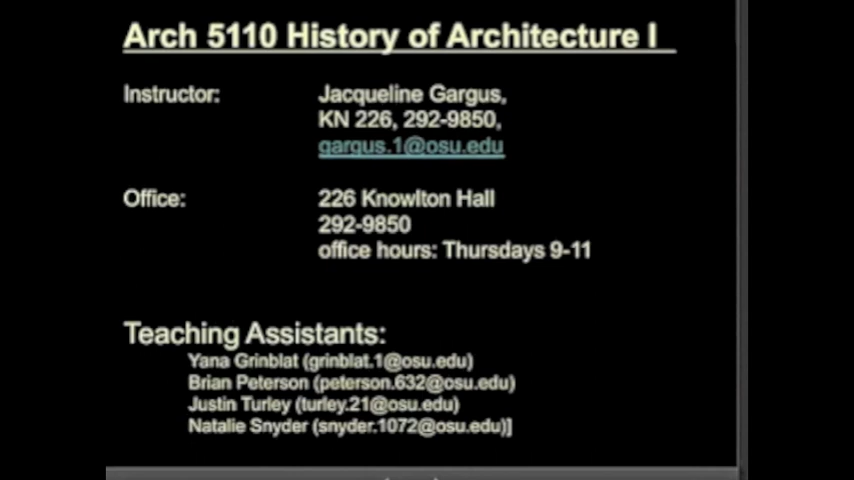 Arch 5110 History of Architecture I
Instructor: Jacqueline Gargus,
KN 226, 292-9850,
gargus.1@osu.edu
Office: 226 Knowlton Hall
292-9850
office hours: Thursdays 9-11
Teaching Assistants:
Yana Grinblat (grinblat.1@osu.edu)
Brian Peterson (peterson.632@osu.edu)
Justin Turley (turley.21@osu.edu)
Natalie Snyder (snyder.1072@osu.edu)]